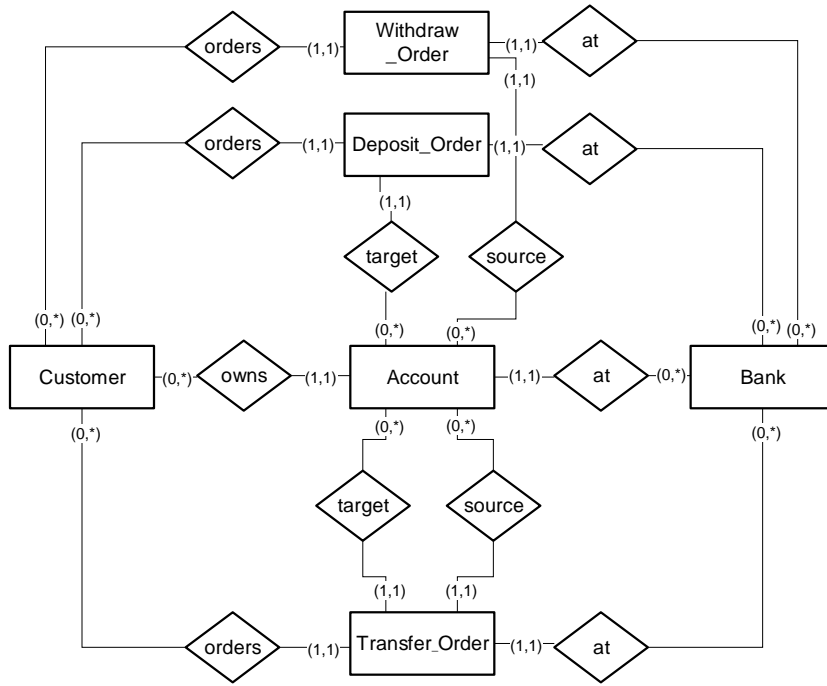 orders
(1,1)
Withdraw
_Order
(1,1)
at
(1,1)
orders
(1,1)
Deposit_Order
(1,1)
at
(1,1)
target
source
(0,*)
(0,*)
(0,*)
(0,*)
(0,*)
(0,*)
Customer
(0,*)
owns
(1,1)
Account
(1,1)
at
(0,*)
Bank
(0,*)
(0,*)
(0,*)
(0,*)
target
source
(1,1)
(1,1)
orders
(1,1)
Transfer_Order
(1,1)
at